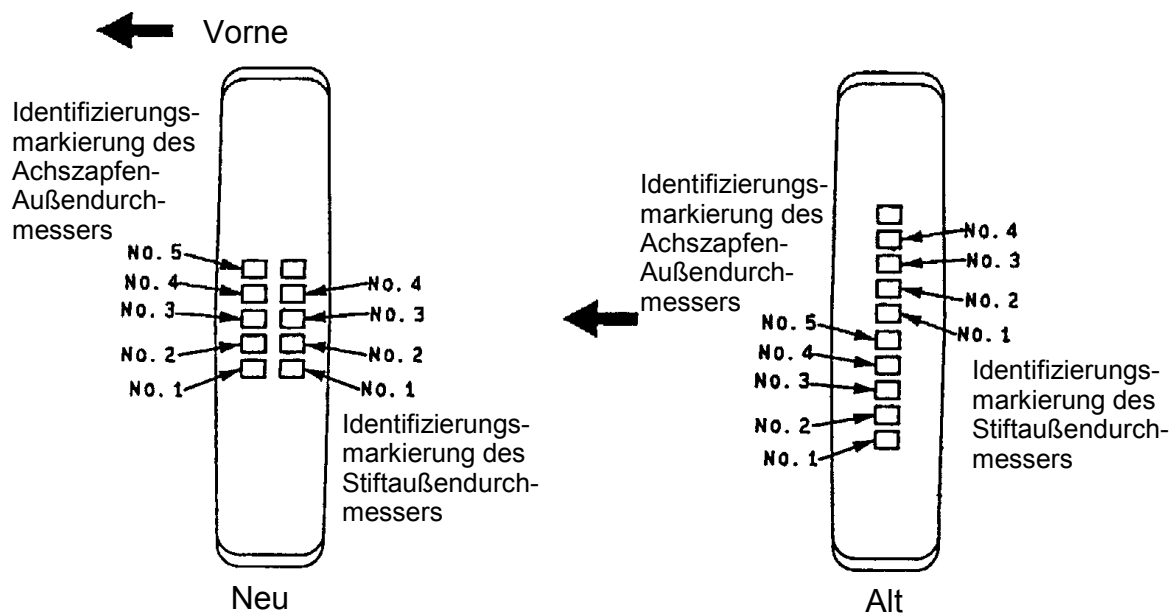 Vorne
Identifizierungs-
markierung des
Achszapfen-
Außendurch-
messers
NO. 5
NO. 4
NO. 3
NO. 2
NO. 1
NO. 4
NO. 3
NO. 2
NO. 1
Identifizierungs-
markierung des
Stiftaußendurch-
messers
Neu
Identifizierungs-
markierung des
Achszapfen-
Außendurch-
messers
NO. 5
NO. 4
NO. 3
NO. 2
NO. 1
NO. 4
NO. 3
NO. 2
NO. 1
Identifizierungs-
markierung des
Stiftaußendurch-
messers
Alt